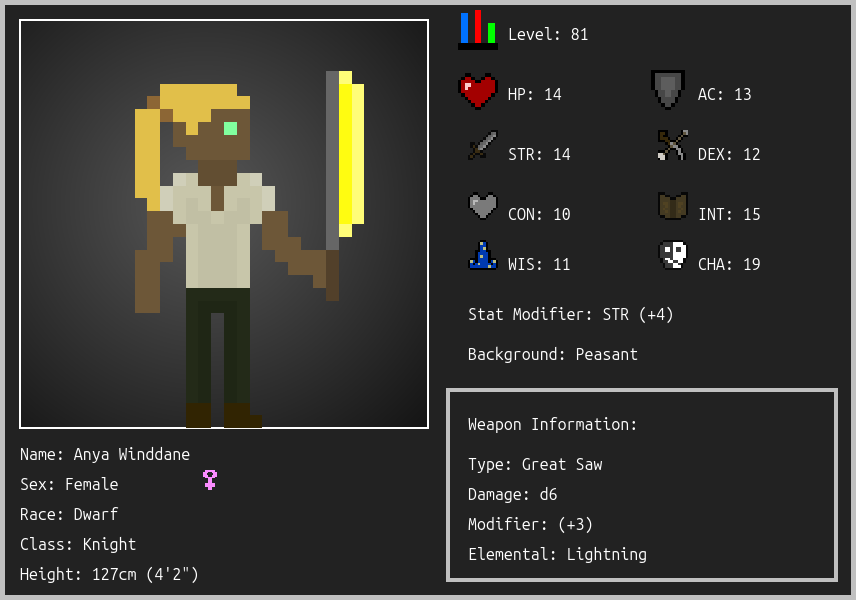 Level: 81
HP: 14
AC: 13
STR: 14
DEX: 12
CON: 10
INT: 15
WIS: 11
CHA: 19
Stat Modifier: STR (+4)
Background: Peasant
Weapon Information:
Type: Great Saw
Damage: d6
Modifier: (+3)
Elemental: Lightning
Name: Anya Winddane
Sex: Female
Race: Dwarf
Class: Knight
Height: 127cm (4'2")